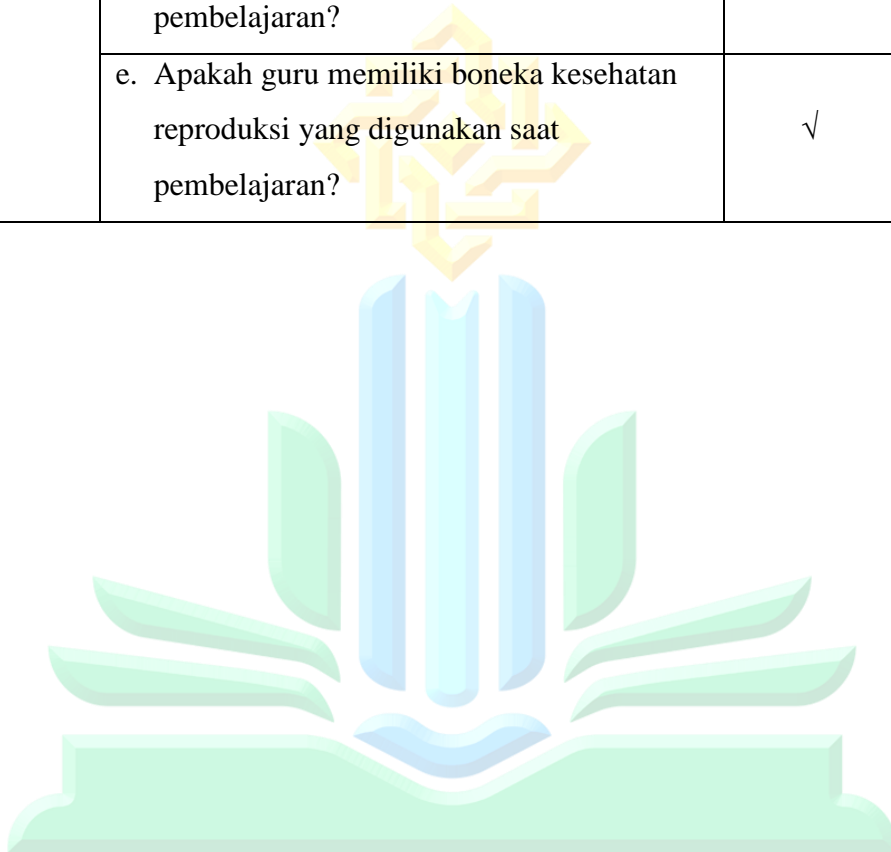 pembelajaran?
e. Apakah guru memiliki boneka kesehatan
reproduksi yang digunakan saat
pembelajaran?
√